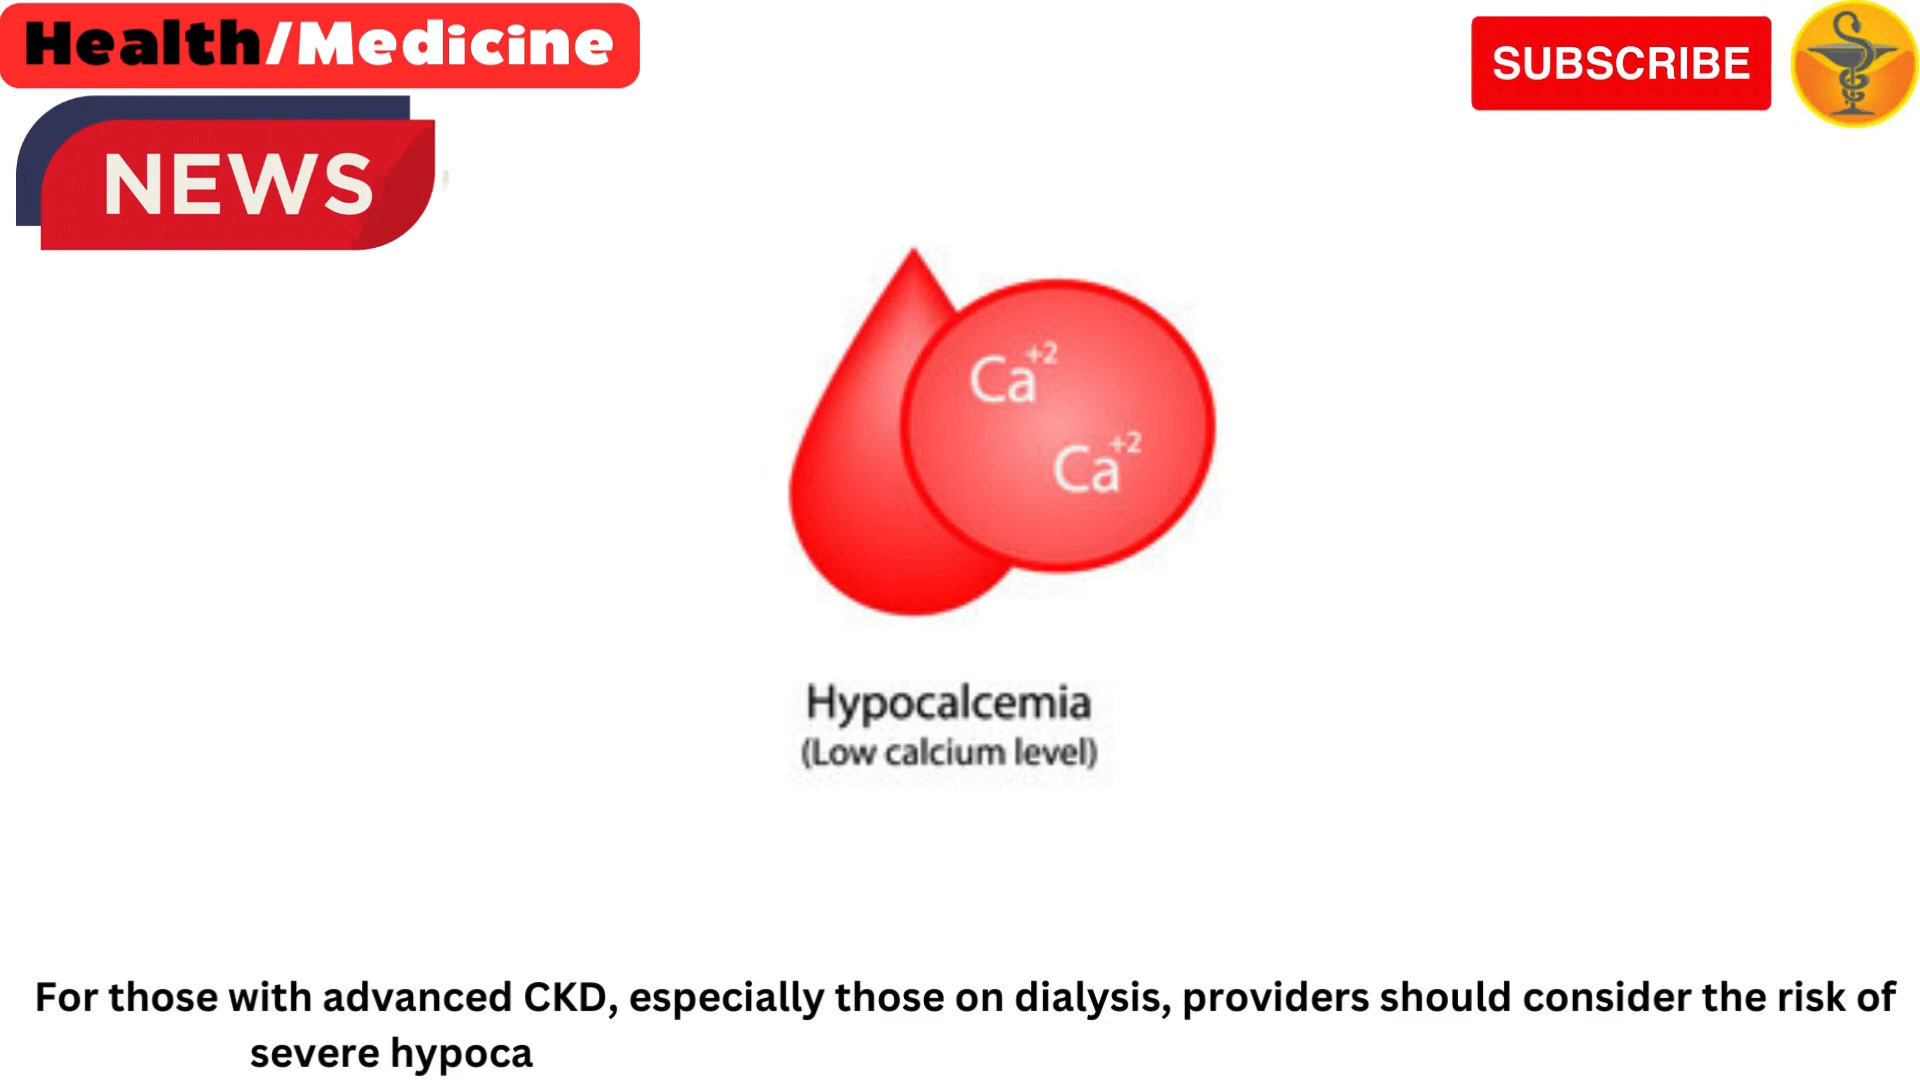 Health/Medicine
SUBSCRIBE
NEWS
Ca+2
Ca+2
Hypocalcemia
(Low calcium level)
For those with advanced CKD, especially those on dialysis, providers should consider the risk of
severe hypoca